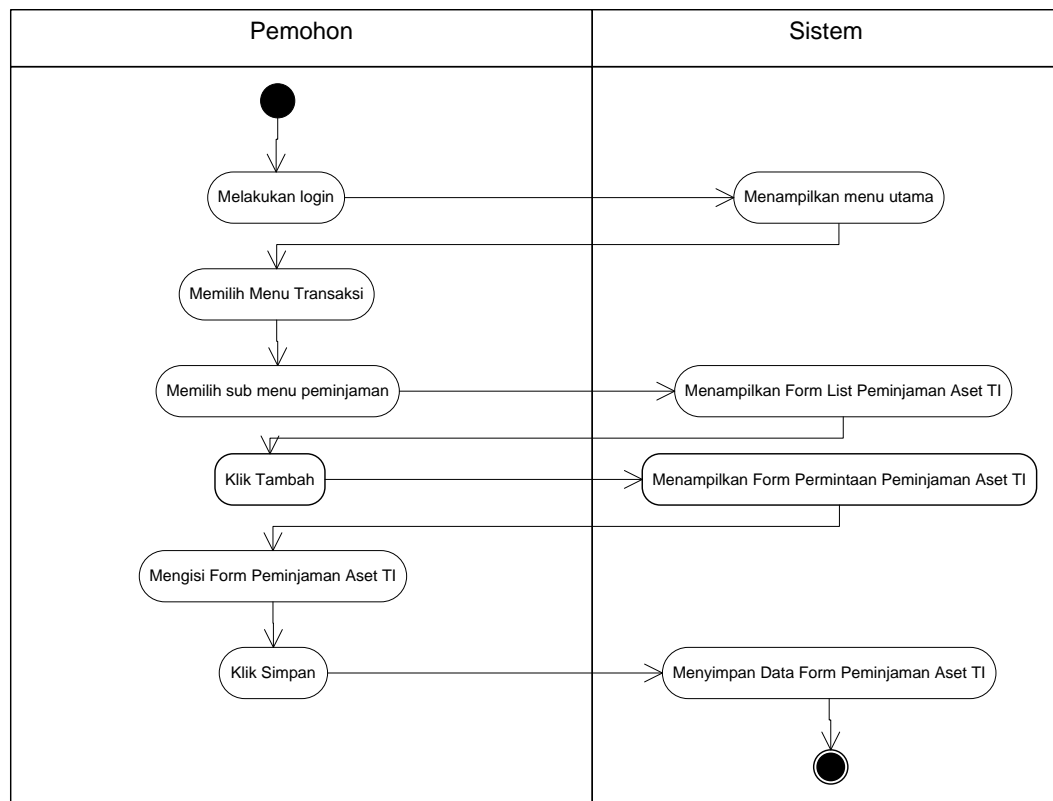 Pemohon
Sistem
Melakukan login
Menampilkan menu utama
Memilih Menu Transaksi
Memilih sub menu peminjaman
Menampilkan Form List Peminjaman Aset TI
Klik Tambah
Menampilkan Form Permintaan Peminjaman Aset TI
Mengisi Form Peminjaman Aset TI
Klik Simpan
Menyimpan Data Form Peminjaman Aset TI